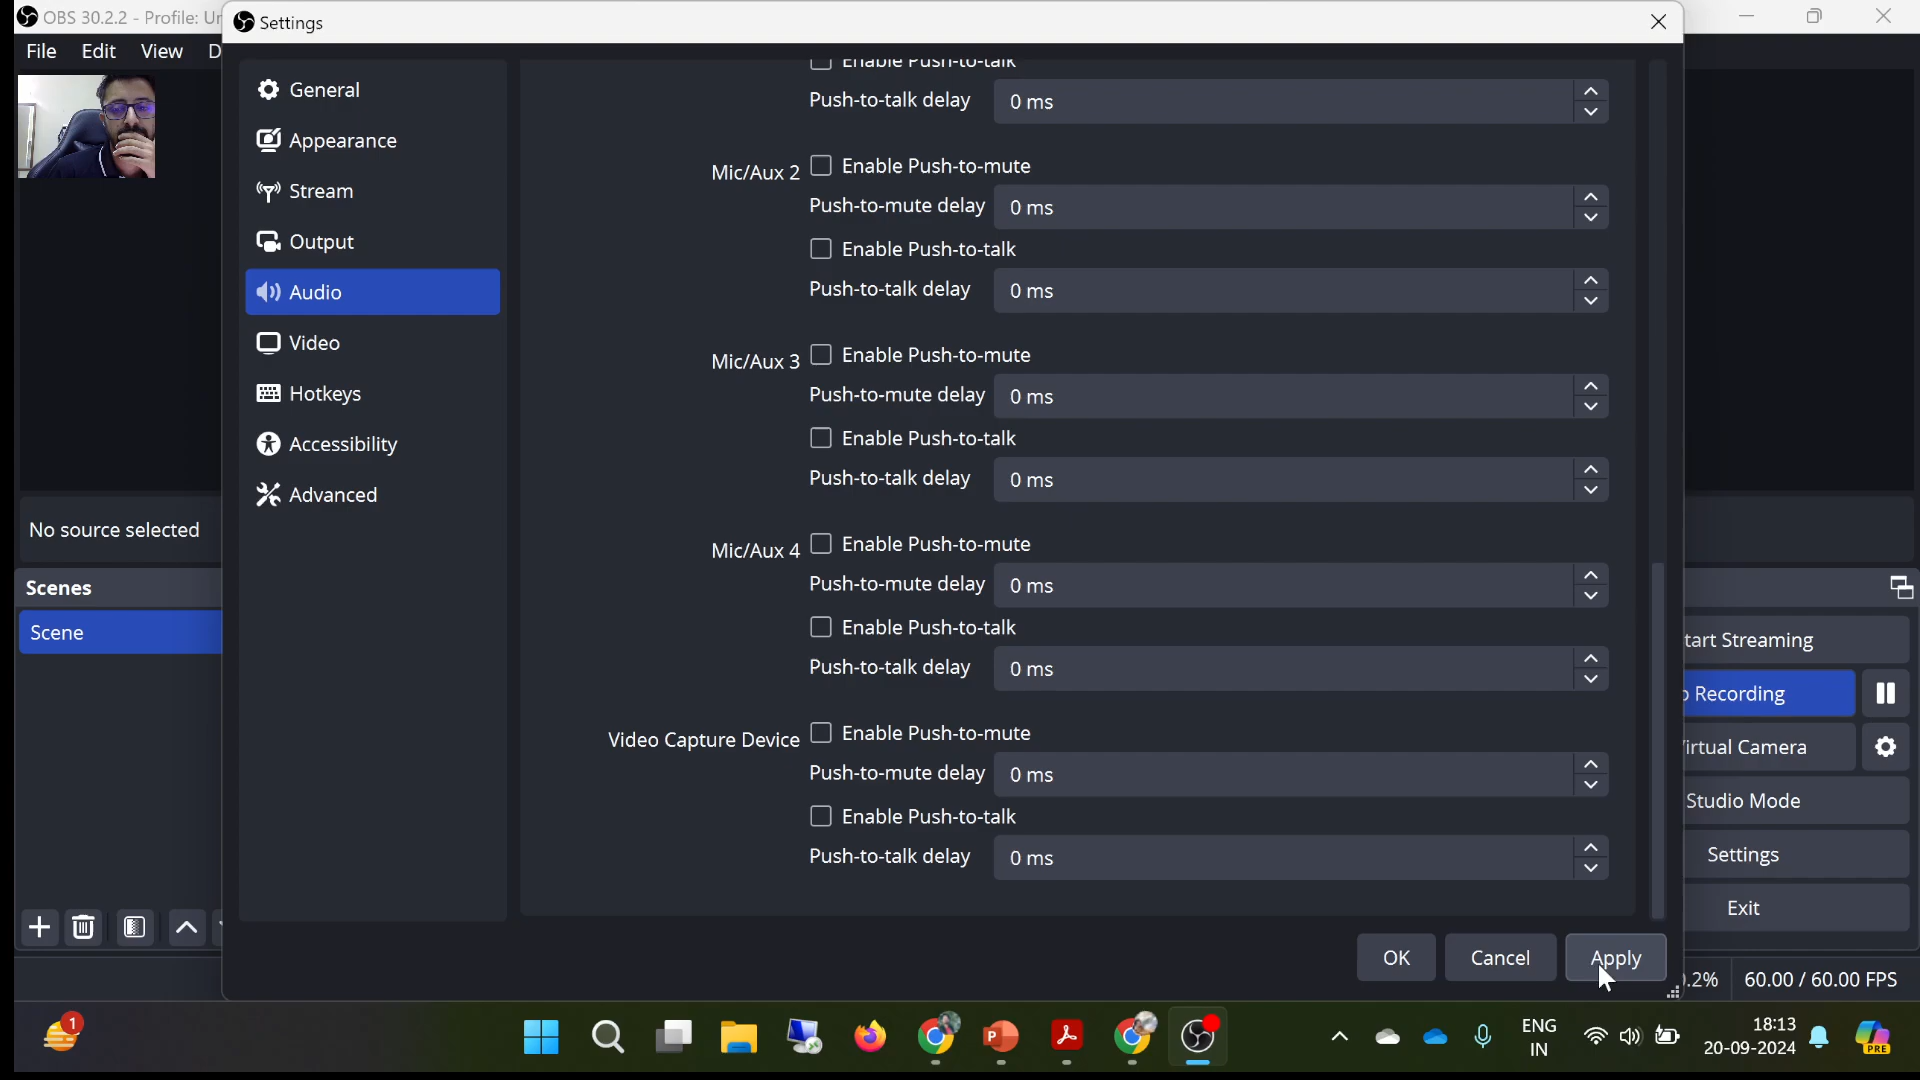 OBS 30.2.2 - Profile:
Settings
File Edit View
General
Appearance
Stream
Output
Audio
Video
Hotkeys
Accessibility
Advanced
Enable Push-to-talk
Push-to-talk delay 0 ms
Mic/Aux 2 Enable Push-to-mute
Push-to-mute delay 0 ms
Enable Push-to-talk
Push-to-talk delay 0 ms
Mic/Aux 3 Enable Push-to-mute
Push-to-mute delay 0 ms
Enable Push-to-talk
Push-to-talk delay 0 ms
Mic/Aux 4 Enable Push-to-mute
Push-to-mute delay 0 ms
Enable Push-to-talk
Push-to-talk delay 0 ms
Video Capture Device Enable Push-to-mute
Push-to-mute delay 0 ms
Enable Push-to-talk
Push-to-talk delay 0 ms
OK Cancel Apply
No source selected
Scenes
Scene
tart Streaming
Recording
irtual Camera
Studio Mode
Settings
Exit
.2% 60.00 / 60.00 FPS
1
P
ENG
IN
18:13
20-09-2024
PRE